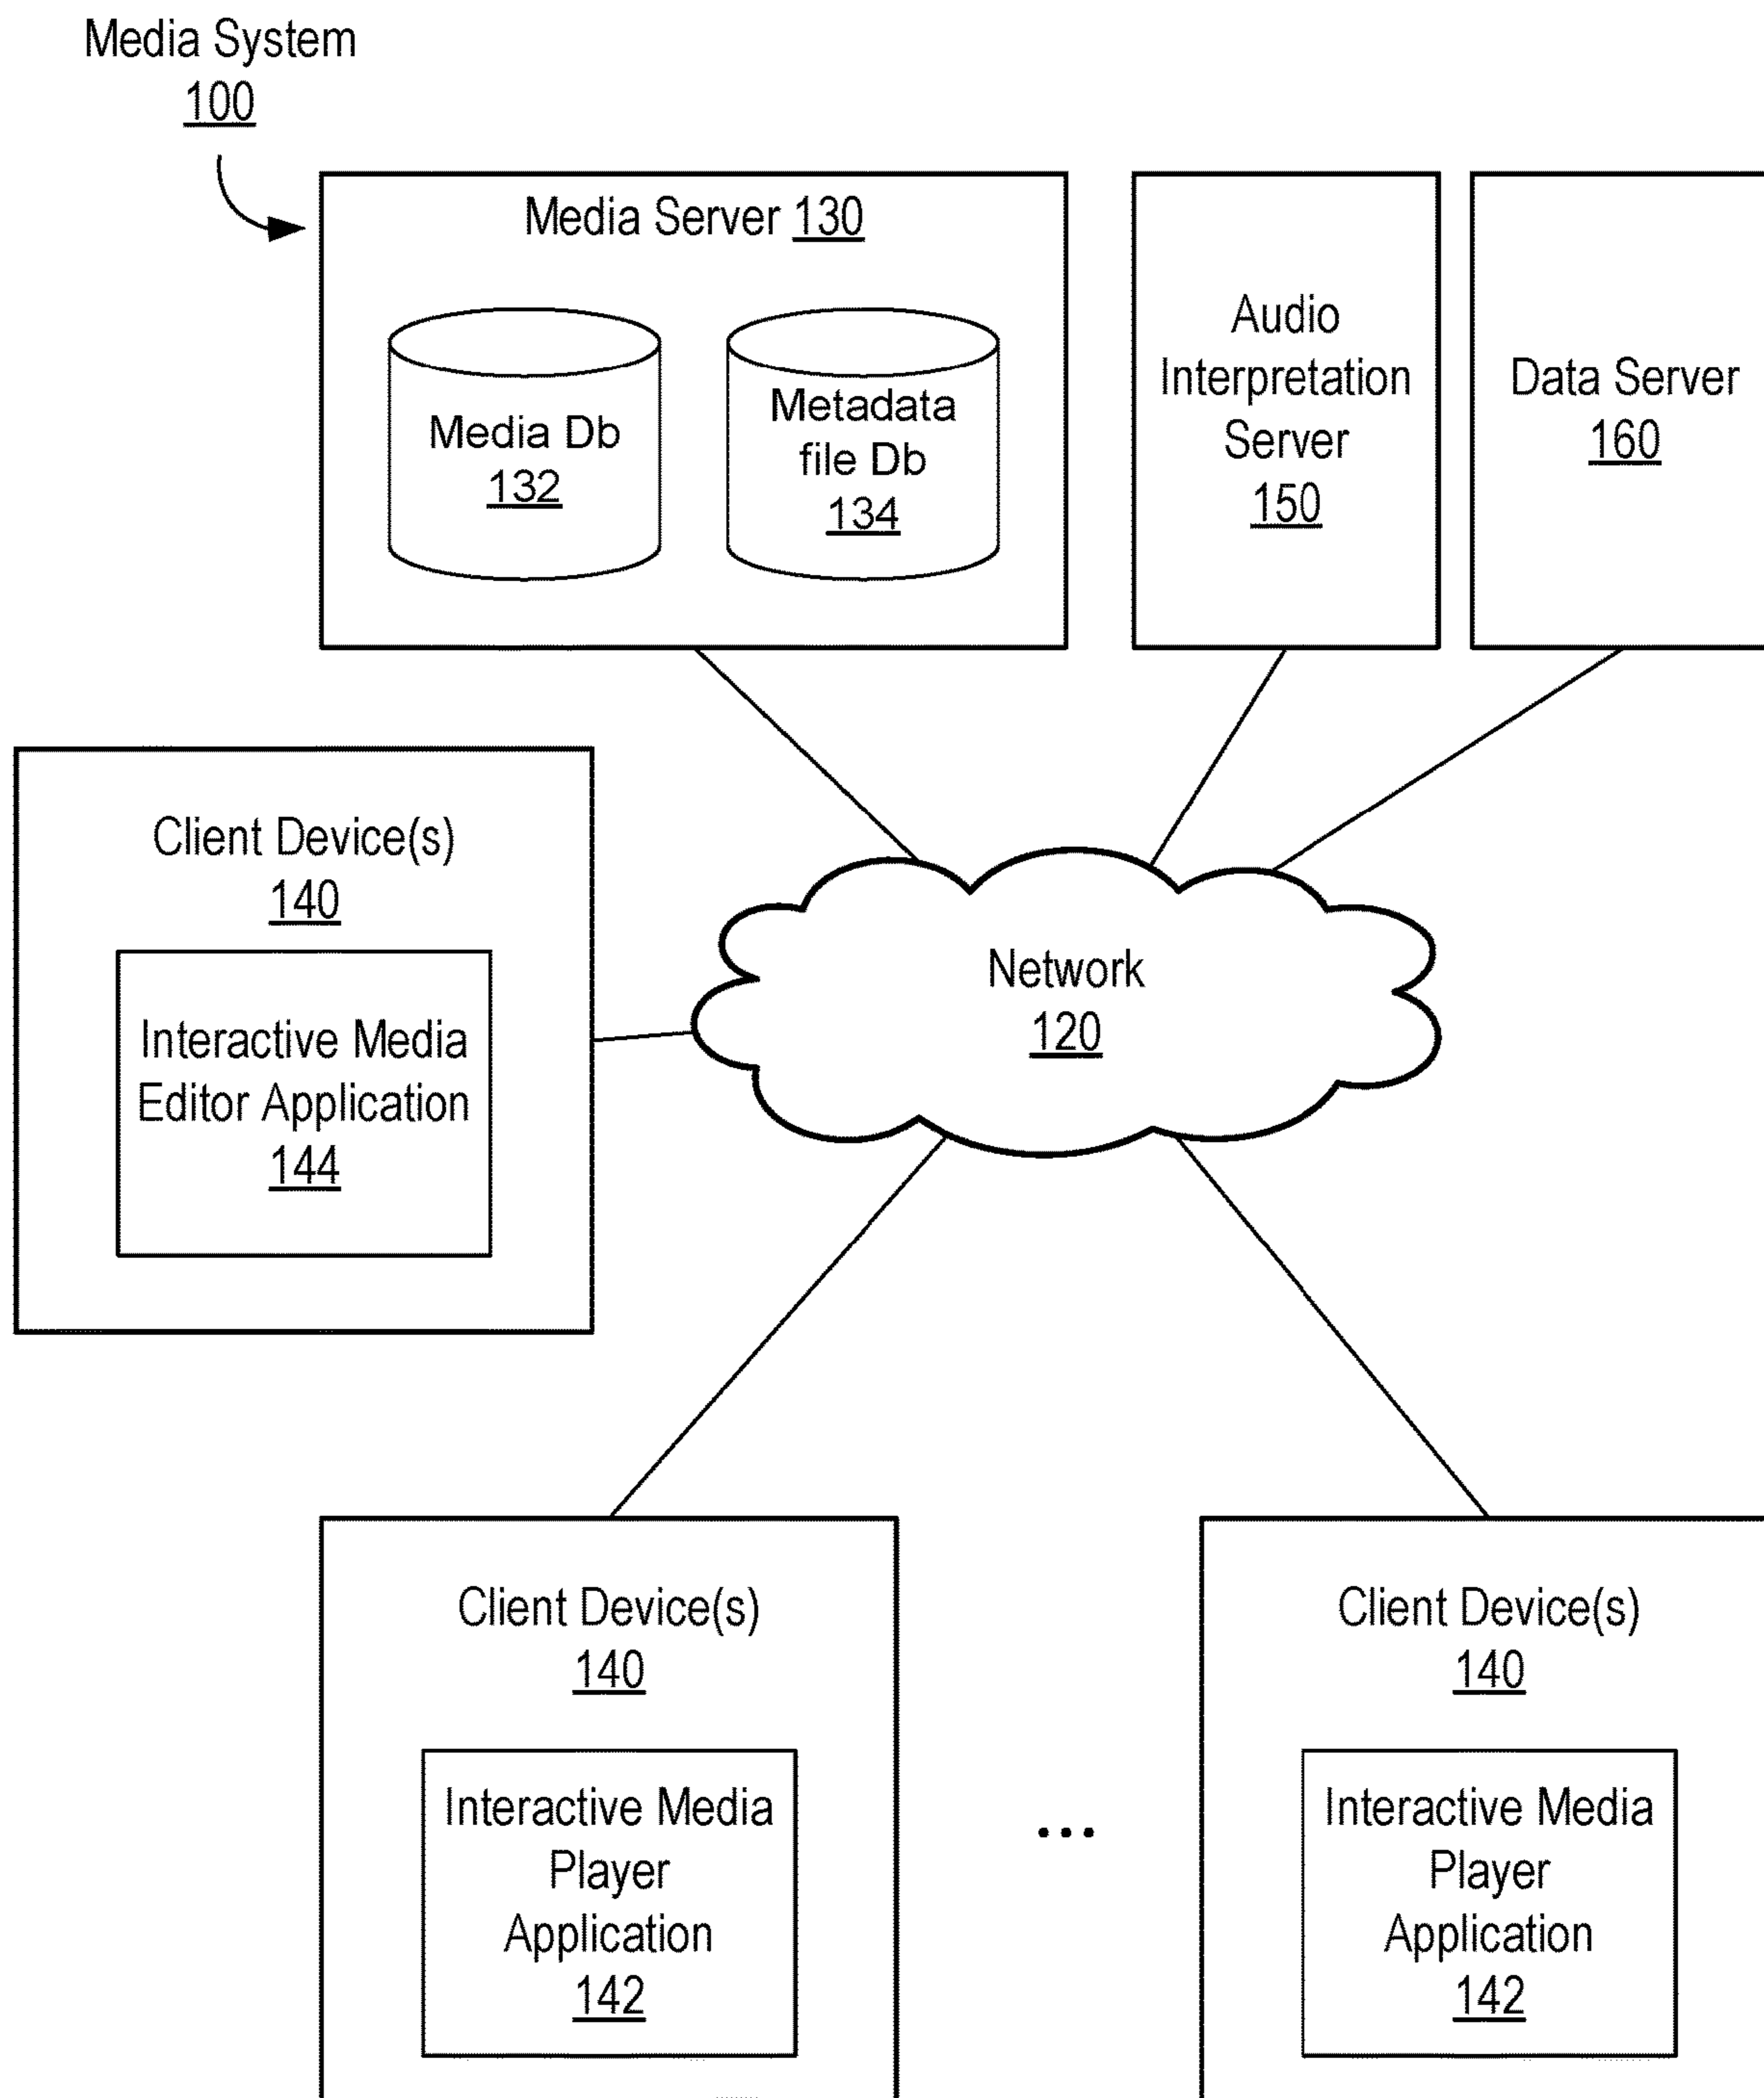 Media System
100
Media Server 130
Media Db
132
Metadata
file Db
134
Audio
Interpretation
Server
150
Data Server
160
Client Device(s)
140
Interactive Media
Editor Application
144
Network
120
Client Device(s)
140
Interactive Media
Player
Application
142
...
Client Device(s)
140
Interactive Media
Player
Application
142